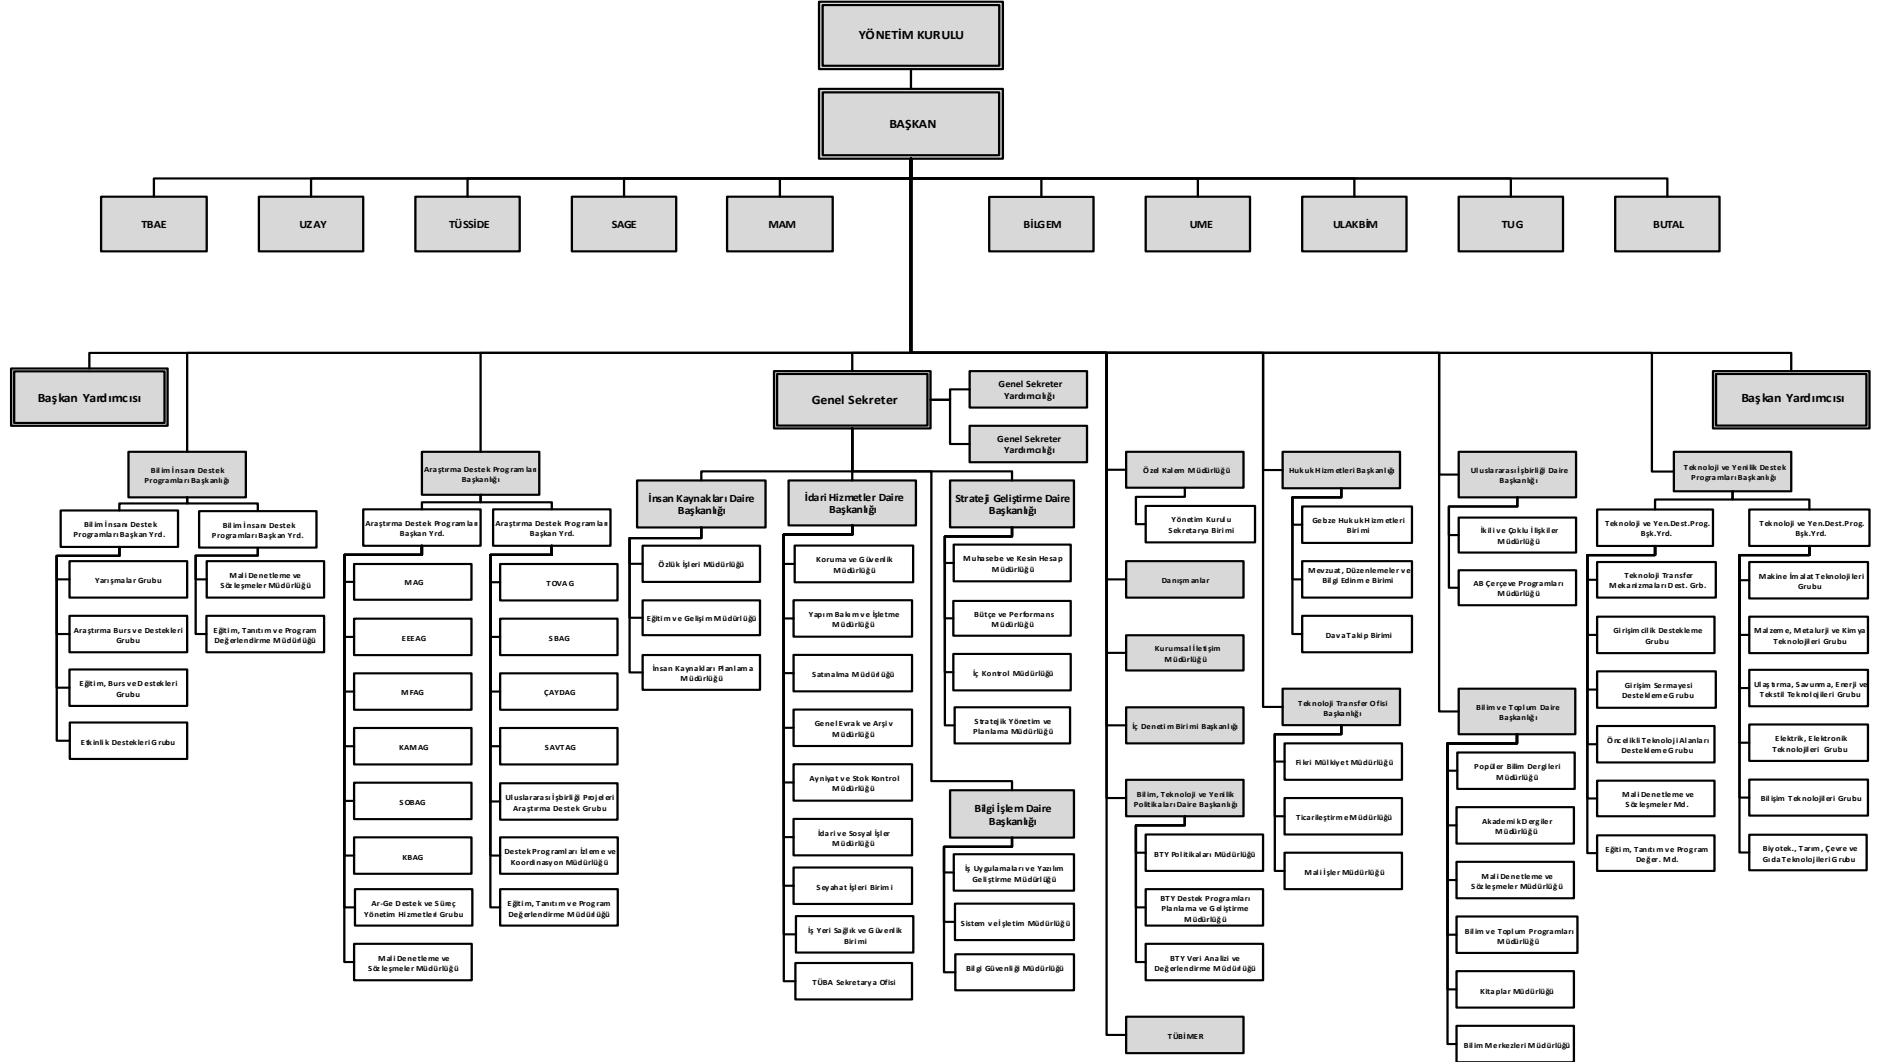 YÖNETİM KURULU
BAŞKAN
TBAE
UZAY
TÜSSİDE
SAGE
MAM
BİLGEM
UME
ULAKBİM
TUG
BUTAL
Başkan Yardımcısı
Genel Sekreter
Genel Sekreter
Yardımcılığı
Genel Sekreter
Yardımcılığı
Başkan Yardımcısı
Bilim İnsanı Destek
Programları Başkanlığı
Bilim İnsanı Destek
Programları Başkan Yrd.
Yarışmalar Grubu
Araştırma Burs ve Destekleri
Grubu
Eğitim, Burs ve Destekleri
Grubu
Etkinlik Destekleri Grubu
Bilim İnsanı Destek
Programları Başkan Yrd.
Mali Denetleme ve
Sözleşmeler Müdürlüğü
Eğitim, Tanıtım ve Program
Değerlendirme Müdürlüğü
Araştırma Destek Programları
Başkanlığı
Araştırma Destek Programları
Başkan Yrd.
MAG
EEEAG
MFAG
KAMAG
SOBAG
KBAG
Ar-Ge Destek ve Süreç
Yönetim Hizmetleri Grubu
Mali Denetleme ve
Sözleşmeler Müdürlüğü
Araştırma Destek Programları
Başkan Yrd.
TOVAG
SBAG
ÇAYDAG
SAVTAG
Uluslararası İşbirliği Projeleri
Araştırma Destek Grubu
Destek Programları İzleme ve
Koordinasyon Müdürlüğü
Eğitim, Tanıtım ve Program
Değerlendirme Müdürlüğü
İnsan Kaynakları Daire
Başkanlığı
Özlük İşleri Müdürlüğü
Eğitim ve Gelişim Müdürlüğü
İnsan Kaynakları Planlama
Müdürlüğü
İdari Hizmetler Daire
Başkanlığı
Koruma ve Güvenlik
Müdürlüğü
Yapım Bakım ve İşletme
Müdürlüğü
Satınalma Müdürlüğü
Genel Evrak ve Arşiv
Müdürlüğü
Ayniyat ve Stok Kontrol
Müdürlüğü
İdari ve Sosyal İşler
Müdürlüğü
Seyahat İşleri Birimi
İş Yeri Sağlık ve Güvenlik
Birimi
TÜBA Sekretarya Ofisi
Strateji Geliştirme Daire
Başkanlığı
Muhasebe ve Kesin Hesap
Müdürlüğü
Bütçe ve Performans
Müdürlüğü
İç Kontrol Müdürlüğü
Stratejik Yönetim ve
Planlama Müdürlüğü
Bilgi İşlem Daire
Başkanlığı
İş Uygulamaları ve Yazılım
Geliştirme Müdürlüğü
Sistem ve İşletim Müdürlüğü
Bilgi Güvenliği Müdürlüğü
Özel Kalem Müdürlüğü
Yönetim Kurulu
Sekretarya Birimi
Danışmanlar
Kurumsal İletişim
Müdürlüğü
İç Denetim Birimi Başkanlığı
Bilim, Teknoloji ve Yenilik
Politikaları Daire Başkanlığı
BTY Politikaları Müdürlüğü
BTY Destek Programları
Planlama ve Geliştirme
Müdürlüğü
BTY Veri Analizi ve
Değerlendirme Müdürlüğü
TÜBİMER
Hukuk Hizmetleri Başkanlığı
Gebze Hukuk Hizmetleri
Birimi
Mevzuat, Düzenlemeler ve
Bilgi Edinme Birimi
Dava Takip Birimi
Teknoloji Transfer Ofisi
Başkanlığı
Fikri Mülkiyet Müdürlüğü
Ticarileştirme Müdürlüğü
Mali İşler Müdürlüğü
Uluslararası İşbirliği Daire
Başkanlığı
İkili ve Çoklu İlişkiler
Müdürlüğü
AB Çerçeve Programları
Müdürlüğü
Bilim ve Toplum Daire
Başkanlığı
Popüler Bilim Dergileri
Müdürlüğü
Akademik Dergiler
Müdürlüğü
Mali Denetleme ve
Sözleşmeler Müdürlüğü
Bilim ve Toplum Programları
Müdürlüğü
Kitaplar Müdürlüğü
Bilim Merkezleri Müdürlüğü
Teknoloji ve Yenilik Destek
Programları Başkanlığı
Teknoloji ve Yen.Dest.Prog.
Bşk.Yrd.
Teknoloji Transfer
Mekanizmaları Dest. Grb.
Girişimcilik Destekleme
Grubu
Girişim Sermayesi
Destekleme Grubu
Öncelikli Teknoloji Alanları
Destekleme Grubu
Mali Denetleme ve
Sözleşmeler Md.
Eğitim, Tanıtım ve Program
Değer. Md.
Teknoloji ve Yen.Dest.Prog.
Bşk.Yrd.
Makine İmalat Teknolojileri
Grubu
Malzeme, Metalurji ve Kimya
Teknolojileri Grubu
Ulaştırma, Savunma, Enerji ve
Tekstil Teknolojileri Grubu
Elektrik, Elektronik
Teknolojileri Grubu
Bilişim Teknolojileri Grubu
Biyotek., Tarım, Çevre ve
Gıda Teknolojileri Grubu